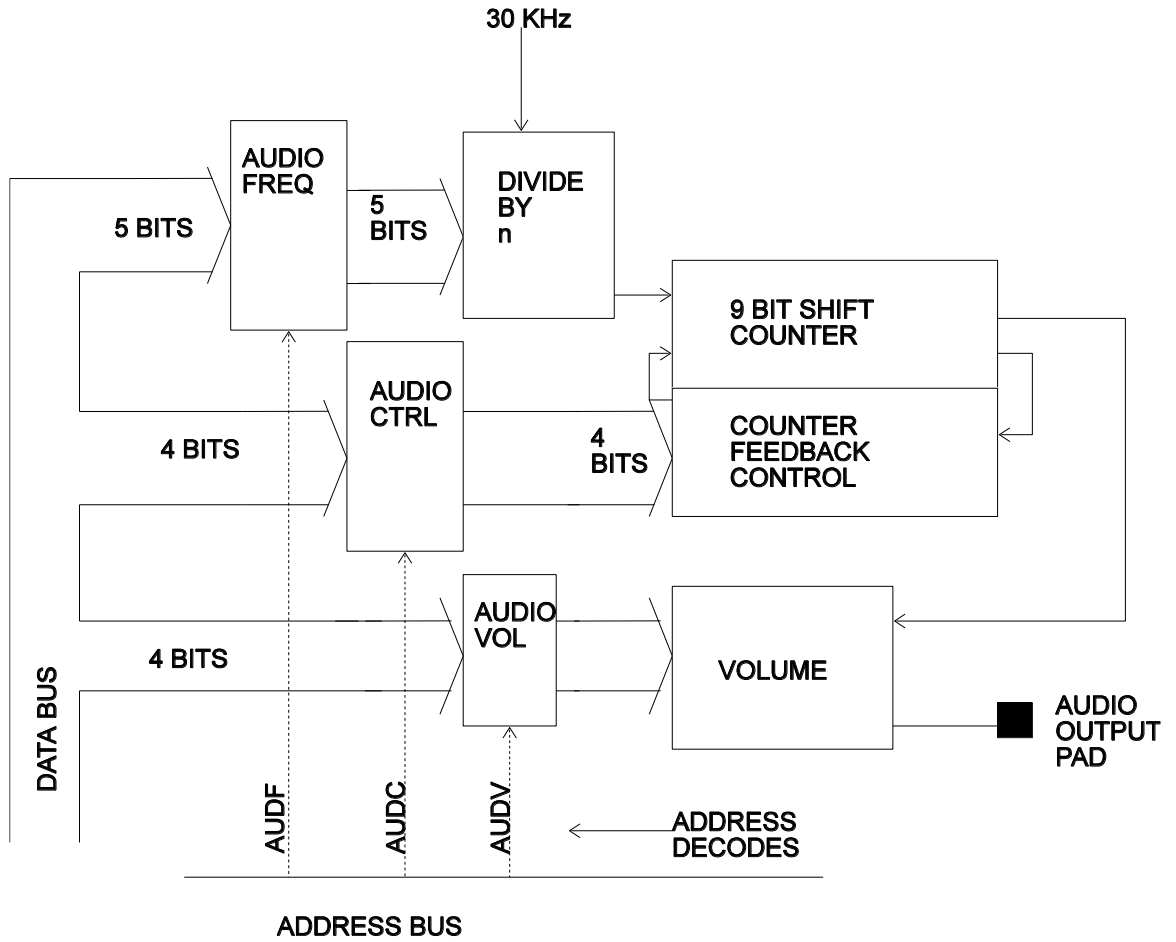 30 KHz
AUDIO
FREQ
5 BITS
5
BITS
DIVIDE
BY
n
9 BIT SHIFT
COUNTER
AUDIO
CTRL
4 BITS
4
BITS
COUNTER
FEEDBACK
CONTROL
AUDIO
VOL
4 BITS
VOLUME
AUDIO
OUTPUT
PAD
DATA BUS
AUDF
AUDC
AUDV
ADDRESS
DECODES
ADDRESS BUS